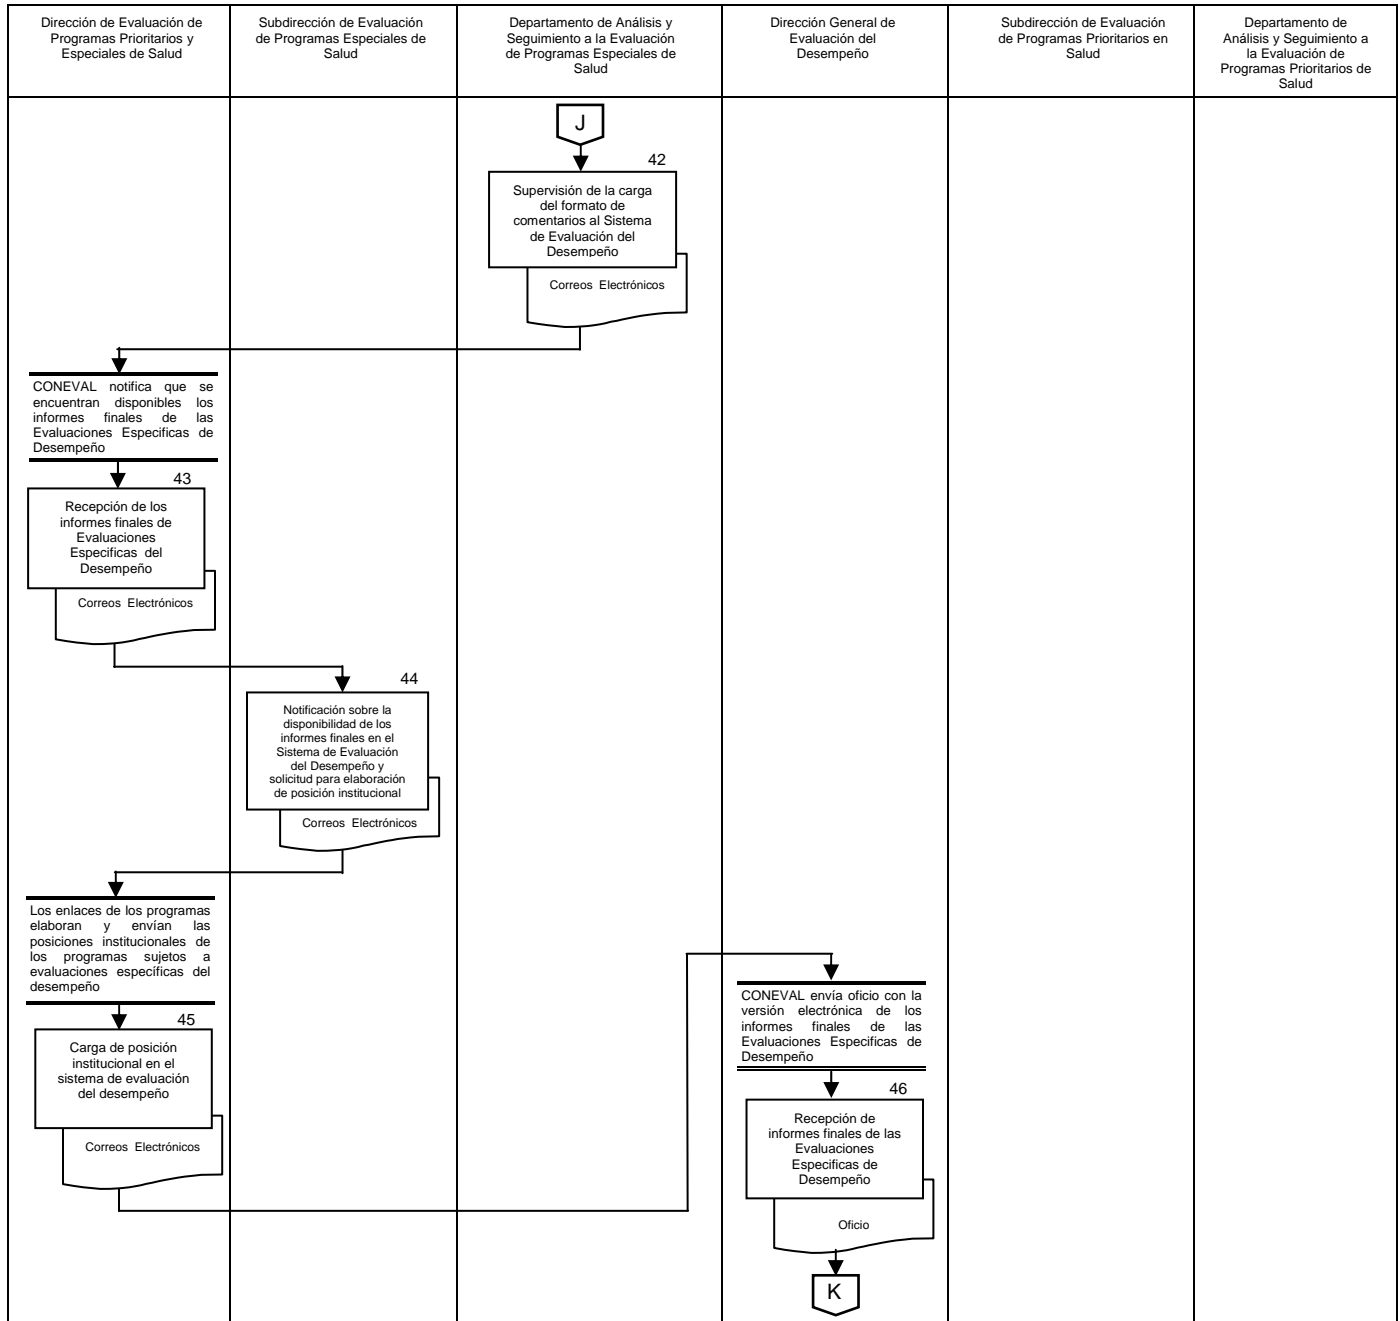 Dirección de Evaluación de
Programas Prioritarios y
Especiales de Salud
Subdirección de Evaluación
de Programas Especiales de
Salud
Departamento de Análisis y
Seguimiento a la Evaluación
de Programas Especiales de
Salud
Dirección General de
Evaluación del
Desempeño
Subdirección de Evaluación
de Programas Prioritarios en
Salud
Departamento de
Análisis y Seguimiento a
la Evaluación de
Programas Prioritarios de
Salud
J
42
Supervisión de la carga
del formato de
comentarios al Sistema
de Evaluación del
Desempeño
Correos Electrónicos
CONEVAL notifica que se
encuentran disponibles los
informes finales de las
Evaluaciones Especificas de
Desempeño
43
Recepción de los
informes finales de
Evaluaciones
Especificas del
Desempeño
Correos Electrónicos
44
Notificación sobre la
disponibilidad de los
informes finales en el
Sistema de Evaluación
del Desempeño y
solicitud para elaboración
de posición institucional
Correos Electrónicos
Los enlaces de los programas
elaboran y envían las
posiciones institucionales de
los programas sujetos a
evaluaciones específicas del
desempeño
45
Carga de posición
institucional en el
sistema de evaluación
del desempeño
Correos Electrónicos
CONEVAL envía oficio con la
versión electrónica de los
informes finales de las
Evaluaciones Especificas de
Desempeño
46
Recepción de
informes finales de las
Evaluaciones
Especificas de
Desempeño
Oficio
K